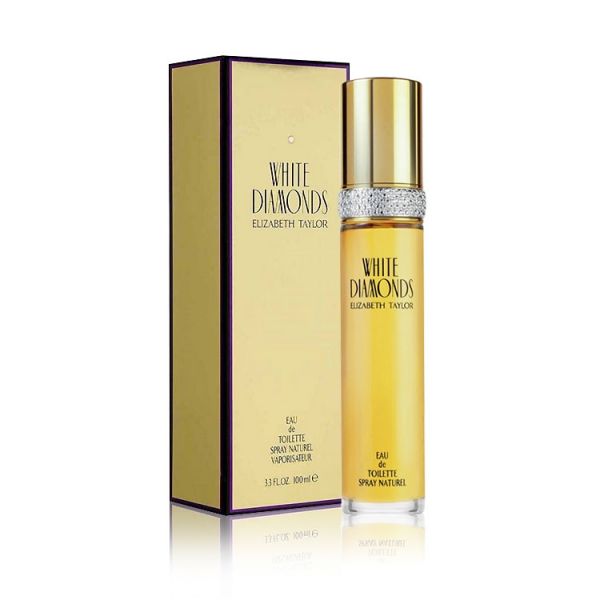 WHITE
DIAMONDS
ELIZABETH TAYLOR
EAU
de
TOILETTE
SPRAY NATUREL
VAPORISATEUR
3.3 FL.OZ. 100 ml ℮
WHITE
DIAMONDS
ELIZABETH TAYLOR
EAU
de
TOILETTE
SPRAY NATUREL